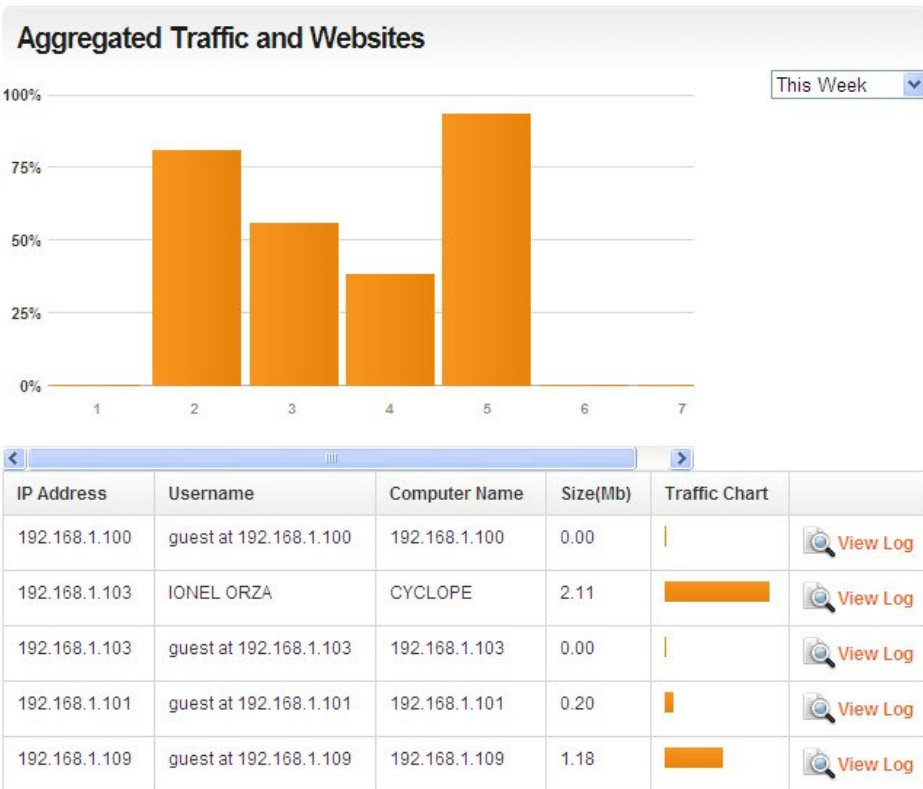 Aggregated Traffic and Websites
This Week
100%
75%
50%
25%
0%
1 2 3 4 5 6 7
IP Address Username Computer Name Size(Mb) Traffic Chart
192.168.1.100 guest at 192.168.1.100 192.168.1.100 0.00 View Log
192.168.1.103 IONEL ORZA CYCLOPE 2.11 View Log
192.168.1.103 guest at 192.168.1.103 192.168.1.103 0.00 View Log
192.168.1.101 guest at 192.168.1.101 192.168.1.101 0.20 View Log
192.168.1.109 guest at 192.168.1.109 192.168.1.109 1.18 View Log